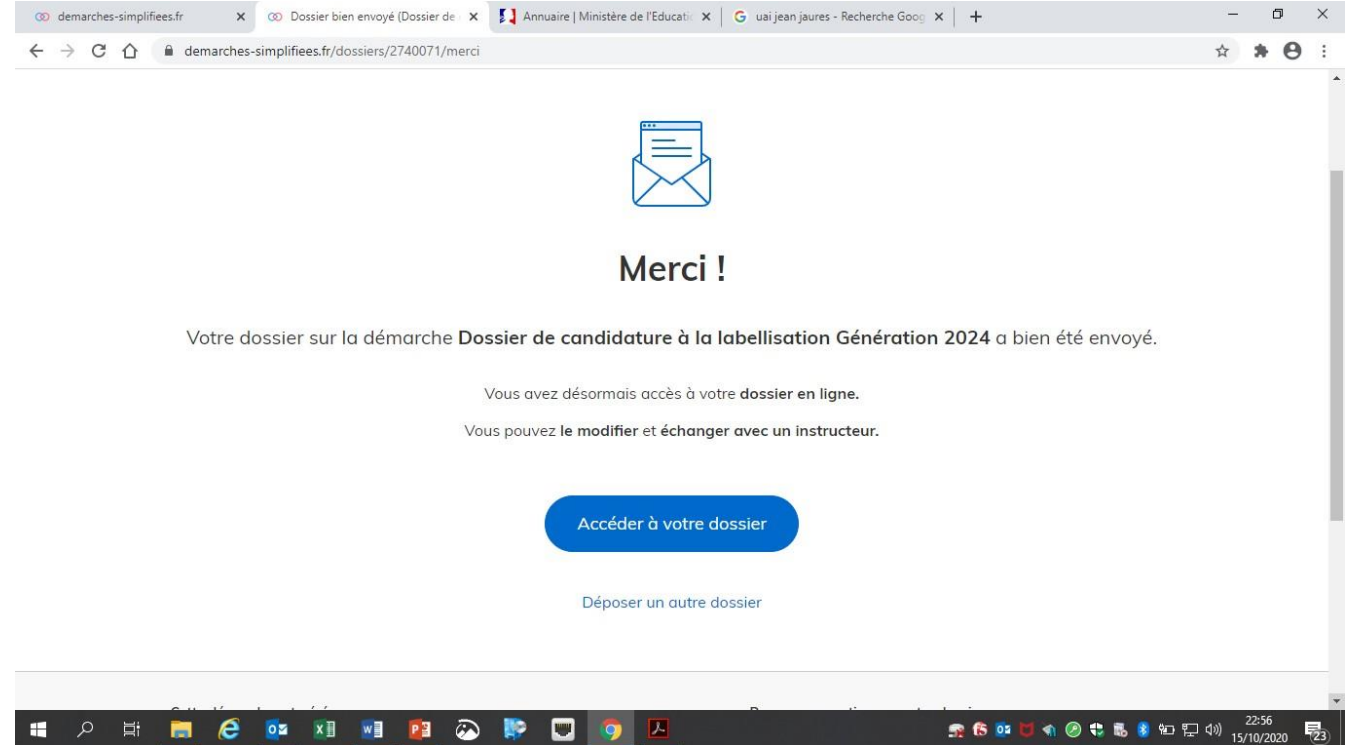 demarches-simplifiees.fr
Dossier bien envoyé (Dossier de
Annuaire | Ministère de l'Educati
uai jean jaures - Recherche Goog
demarches-simplifiees.fr/dossiers/2740071/merci
Merci !
Votre dossier sur la démarche Dossier de candidature à la labellisation Génération 2024 a bien été envoyé.
Vous avez désormais accès à votre dossier en ligne.
Vous pouvez le modifier et échanger avec un instructeur.
Accéder à votre dossier
Déposer un autre dossier
22:56
15/10/2020
23